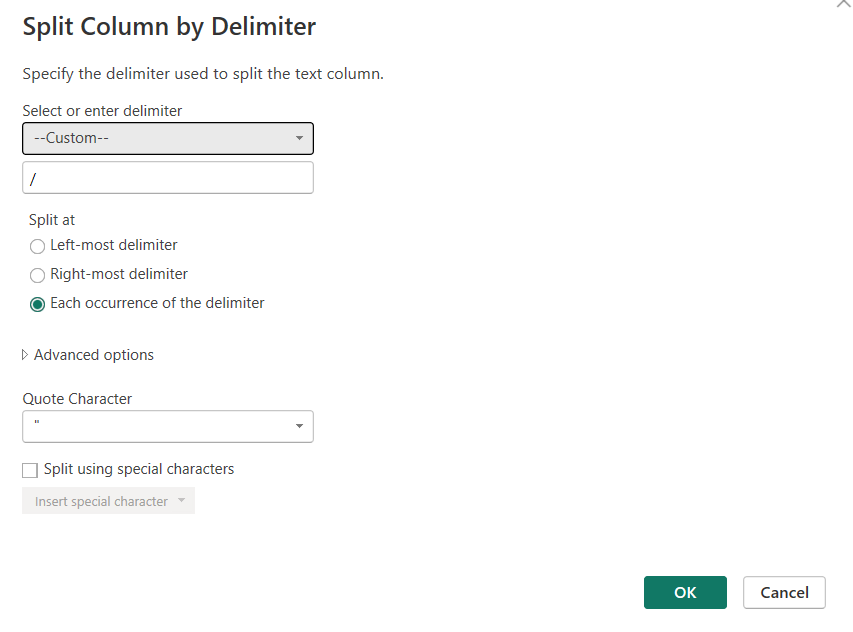 Split Column by Delimiter
Specify the delimiter used to split the text column.
Select or enter delimiter
--Custom--
/
Split at
Left-most delimiter
Right-most delimiter
Each occurrence of the delimiter
Advanced options
Quote Character
"
Split using special characters
Insert special character
OK Cancel